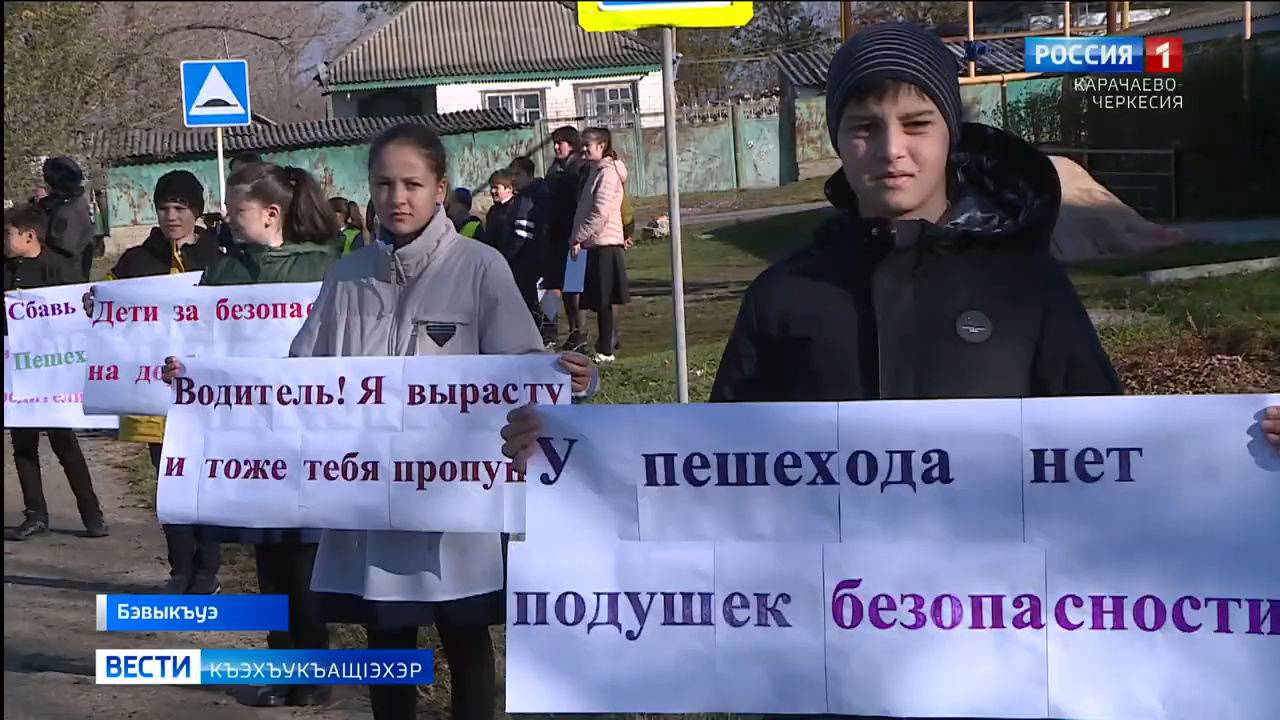 РОССИЯ 1
КАРАЧАЕВО
-ЧЕРКЕСИЯ
Сбавь
Пешех
Дети за безопас
на до
Водитель! Я вырасту
и тоже тебя пропу
У пешехода нет
подушек безопасности
Бэвыкъуэ
ВЕСТИ КЪЭХЪУКЪАЩIЭХЭР